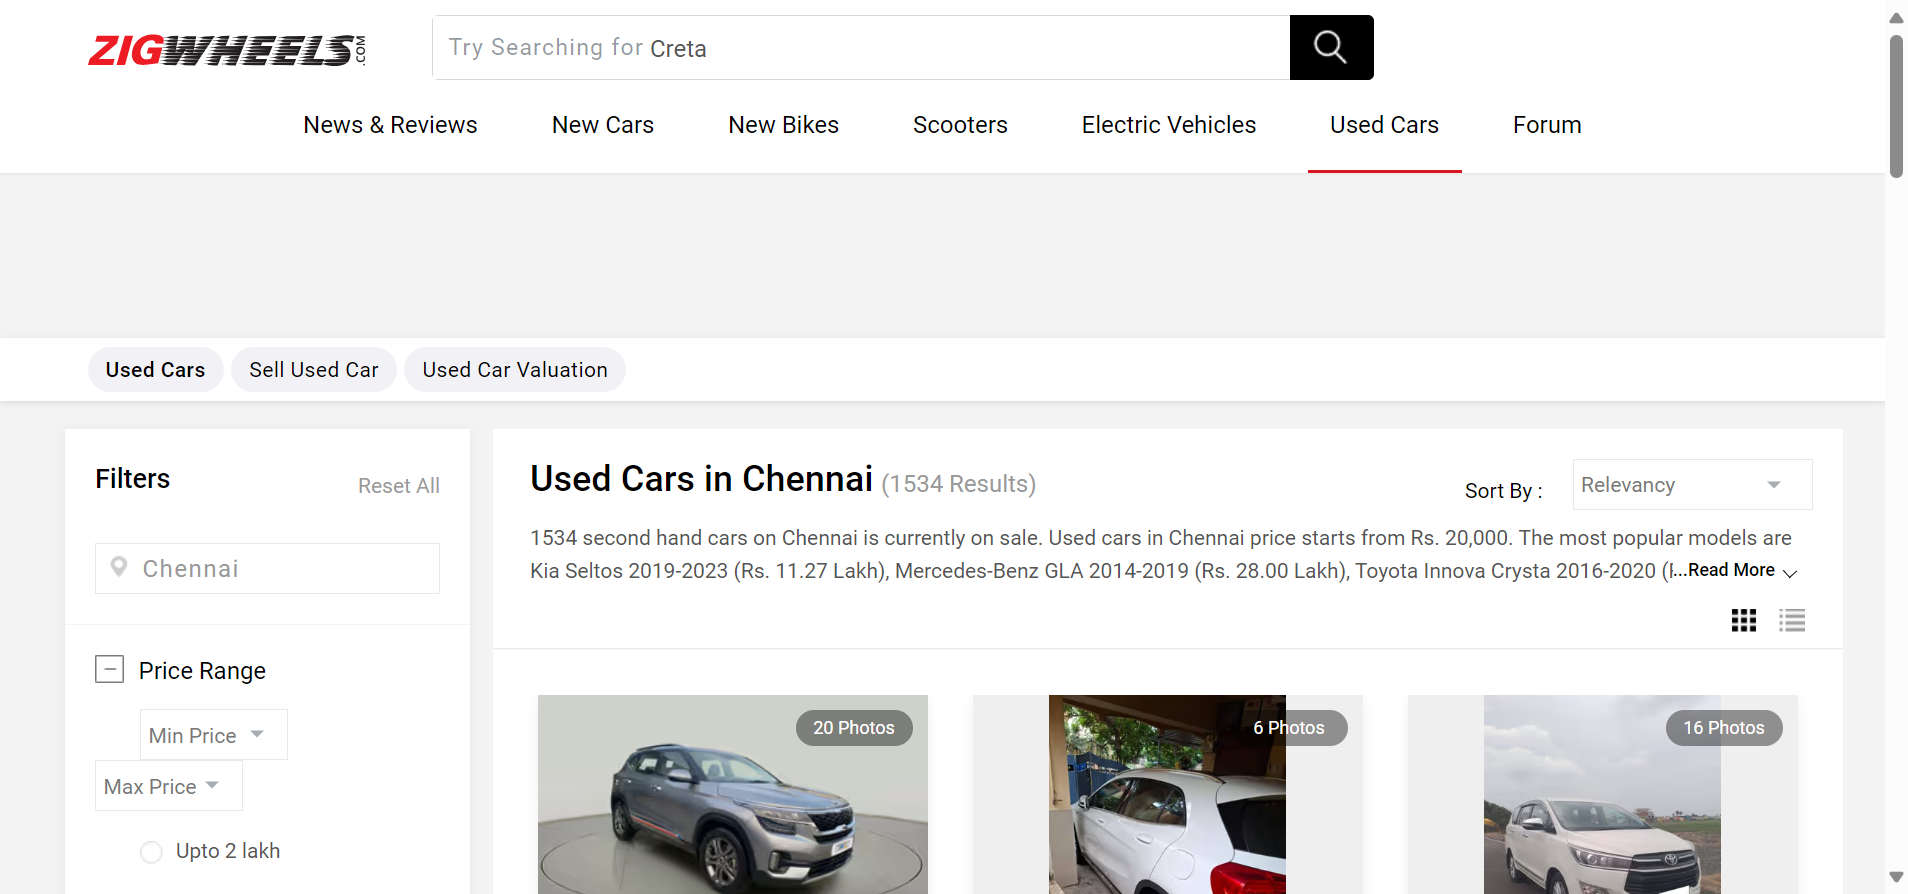 ZIGWHEELS.COM
Try Searching for Creta
News & Reviews
New Cars
New Bikes
Scooters
Electric Vehicles
Used Cars
Forum
Used Cars
Sell Used Car
Used Car Valuation
Filters
Reset All
Chennai
Price Range
Min Price
Max Price
Upto 2 lakh
Used Cars in Chennai (1534 Results)
Sort By :
Relevancy
1534 second hand cars on Chennai is currently on sale. Used cars in Chennai price starts from Rs. 20,000. The most popular models are
Kia Seltos 2019-2023 (Rs. 11.27 Lakh), Mercedes-Benz GLA 2014-2019 (Rs. 28.00 Lakh), Toyota Innova Crysta 2016-2020 (...Read More
20 Photos
6 Photos
16 Photos